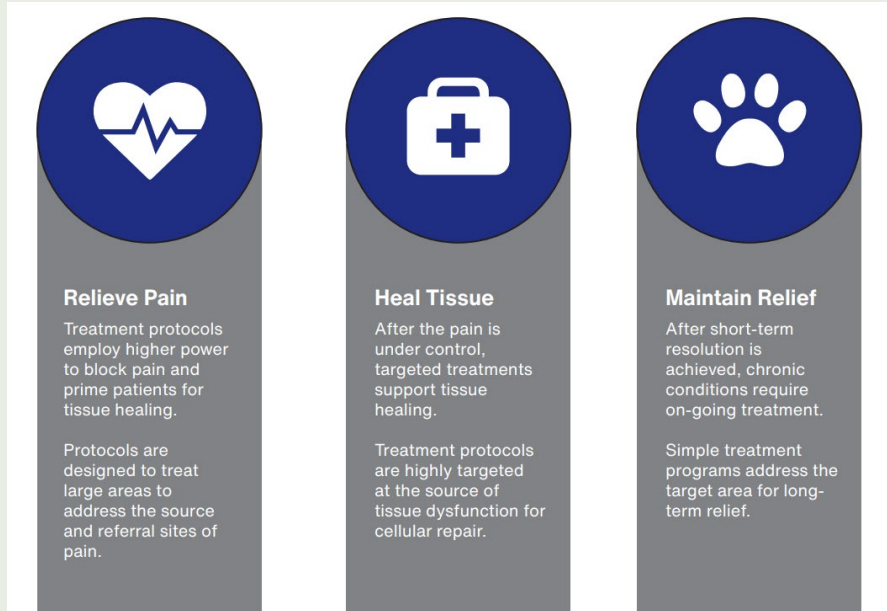 Relieve Pain
Treatment protocols
employ higher power
to block pain and
prime patients for
tissue healing.
Protocols are
designed to treat
large areas to
address the source
and referral sites of
pain.
Heal Tissue
After the pain is
under control,
targeted treatments
support tissue
healing.
Treatment protocols
are highly targeted
at the source of
tissue dysfunction for
cellular repair.
Maintain Relief
After short-term
resolution is
achieved, chronic
conditions require
on-going treatment.
Simple treatment
programs address the
target area for long-
term relief.